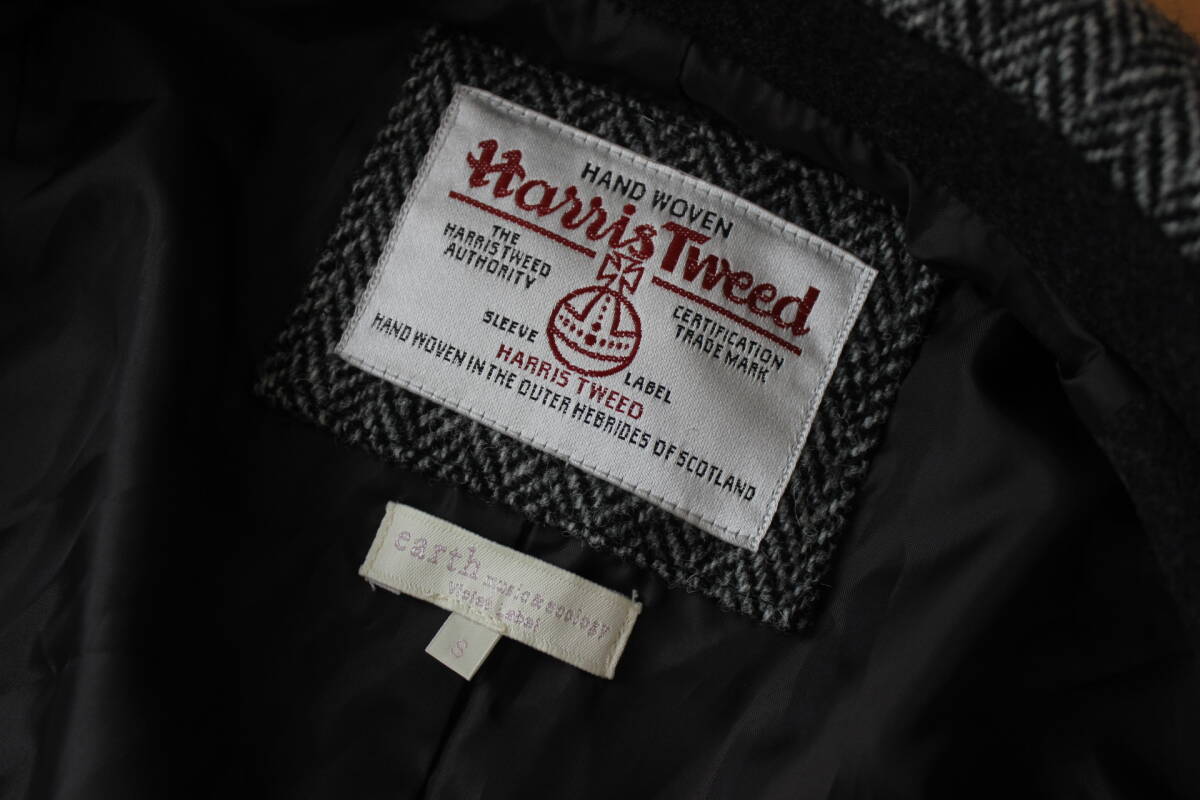 HAND WOVEN
Harris Tweed
THE
HARRIS TWEED
AUTHORITY
CERTIFICATION
TRADE MARK
SLEEVE LABEL
HARRIS TWEED
HAND WOVEN IN THE OUTER HEBRIDES OF SCOTLAND
earth music & ecology
Violet Label
S